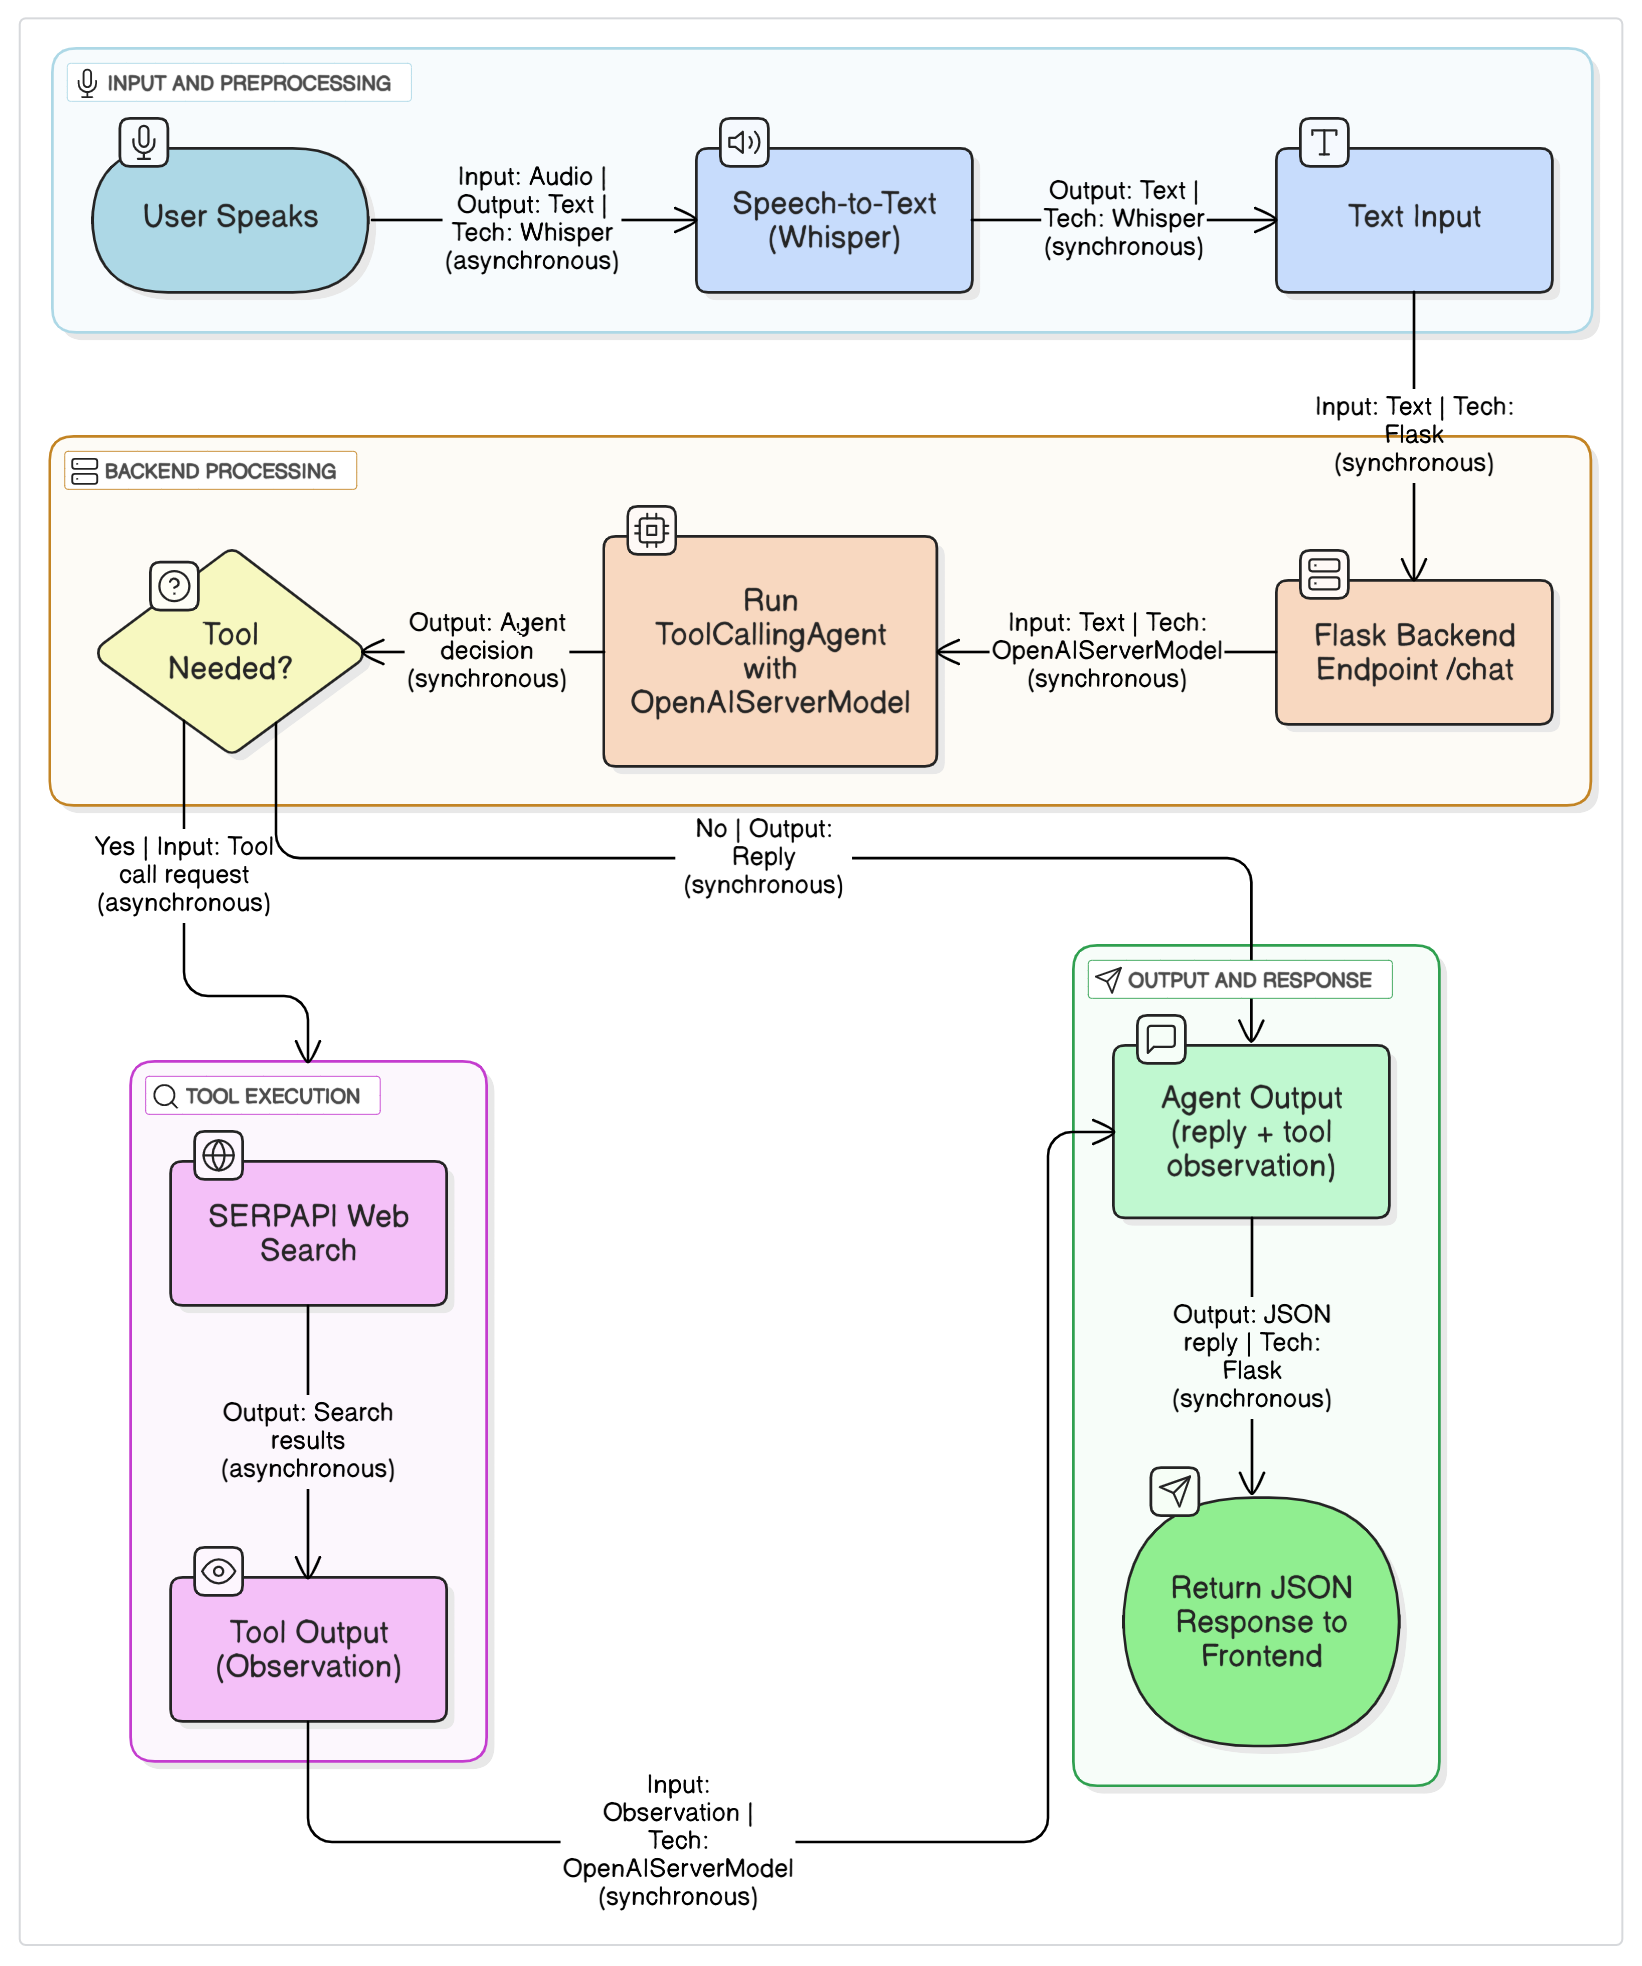 INPUT AND PREPROCESSING
User Speaks
Input: Audio |
Output: Text |
Tech: Whisper
(asynchronous)
Speech-to-Text
(Whisper)
Output: Text |
Tech: Whisper
(synchronous)
Text Input
Input: Text | Tech:
Flask
(synchronous)
BACKEND PROCESSING
Flask Backend
Endpoint /chat
Input: Text | Tech:
OpenAIServerModel
(synchronous)
Run
ToolCallingAgent
with
OpenAIServerModel
Output: Agent
decision
(synchronous)
Tool
Needed?
Yes | Input: Tool
call request
(asynchronous)
No | Output:
Reply
(synchronous)
TOOL EXECUTION
SERPAPI Web
Search
Output: Search
results
(asynchronous)
Tool Output
(Observation)
Input:
Observation |
Tech:
OpenAIServerModel
(synchronous)
OUTPUT AND RESPONSE
Agent Output
(reply + tool
observation)
Output: JSON
reply | Tech:
Flask
(synchronous)
Return JSON
Response to
Frontend